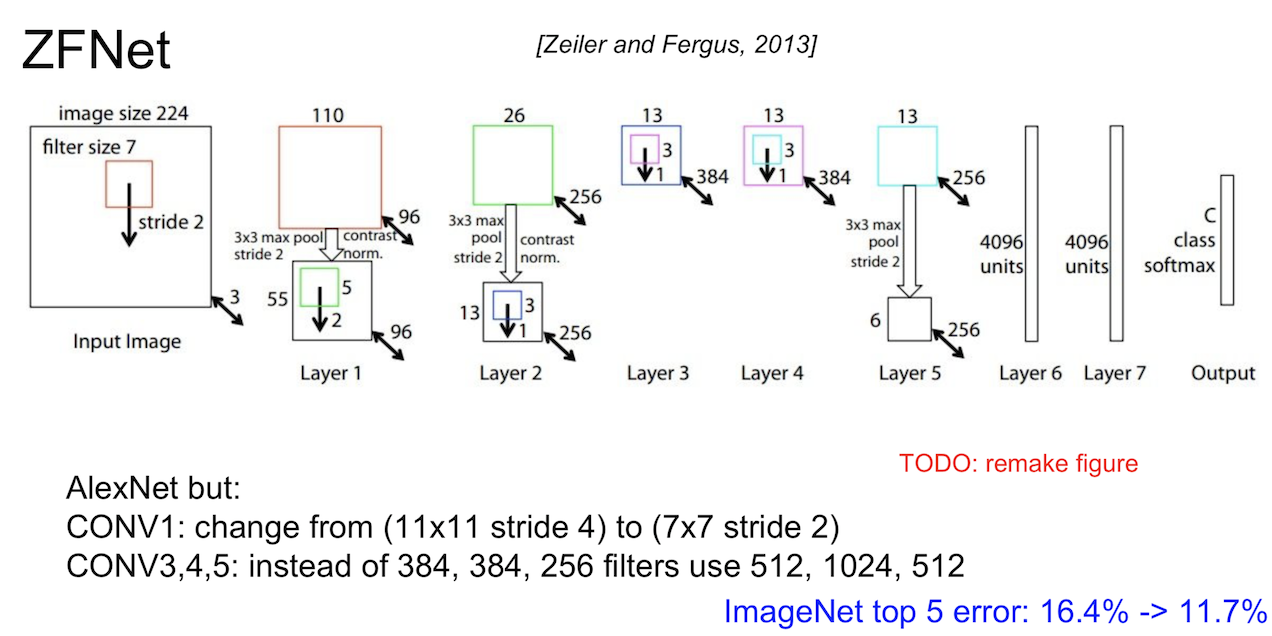 ZFNet
[Zeiler and Fergus, 2013]
image size 224
filter size 7
stride 2
3
Input Image
110
96
3x3 max pool
stride 2
contrast
norm.
55
5
2
96
Layer 1
26
256
3x3 max
pool
stride 2
contrast
norm.
13
3
1
256
Layer 2
13
3
1
384
Layer 3
13
3
1
384
Layer 4
13
256
3x3 max
pool
stride 2
6
256
Layer 5
4096
units
Layer 6
4096
units
Layer 7
C
class
softmax
Output
TODO: remake figure
AlexNet but:
CONV1: change from (11x11 stride 4) to (7x7 stride 2)
CONV3,4,5: instead of 384, 384, 256 filters use 512, 1024, 512
ImageNet top 5 error: 16.4% -> 11.7%